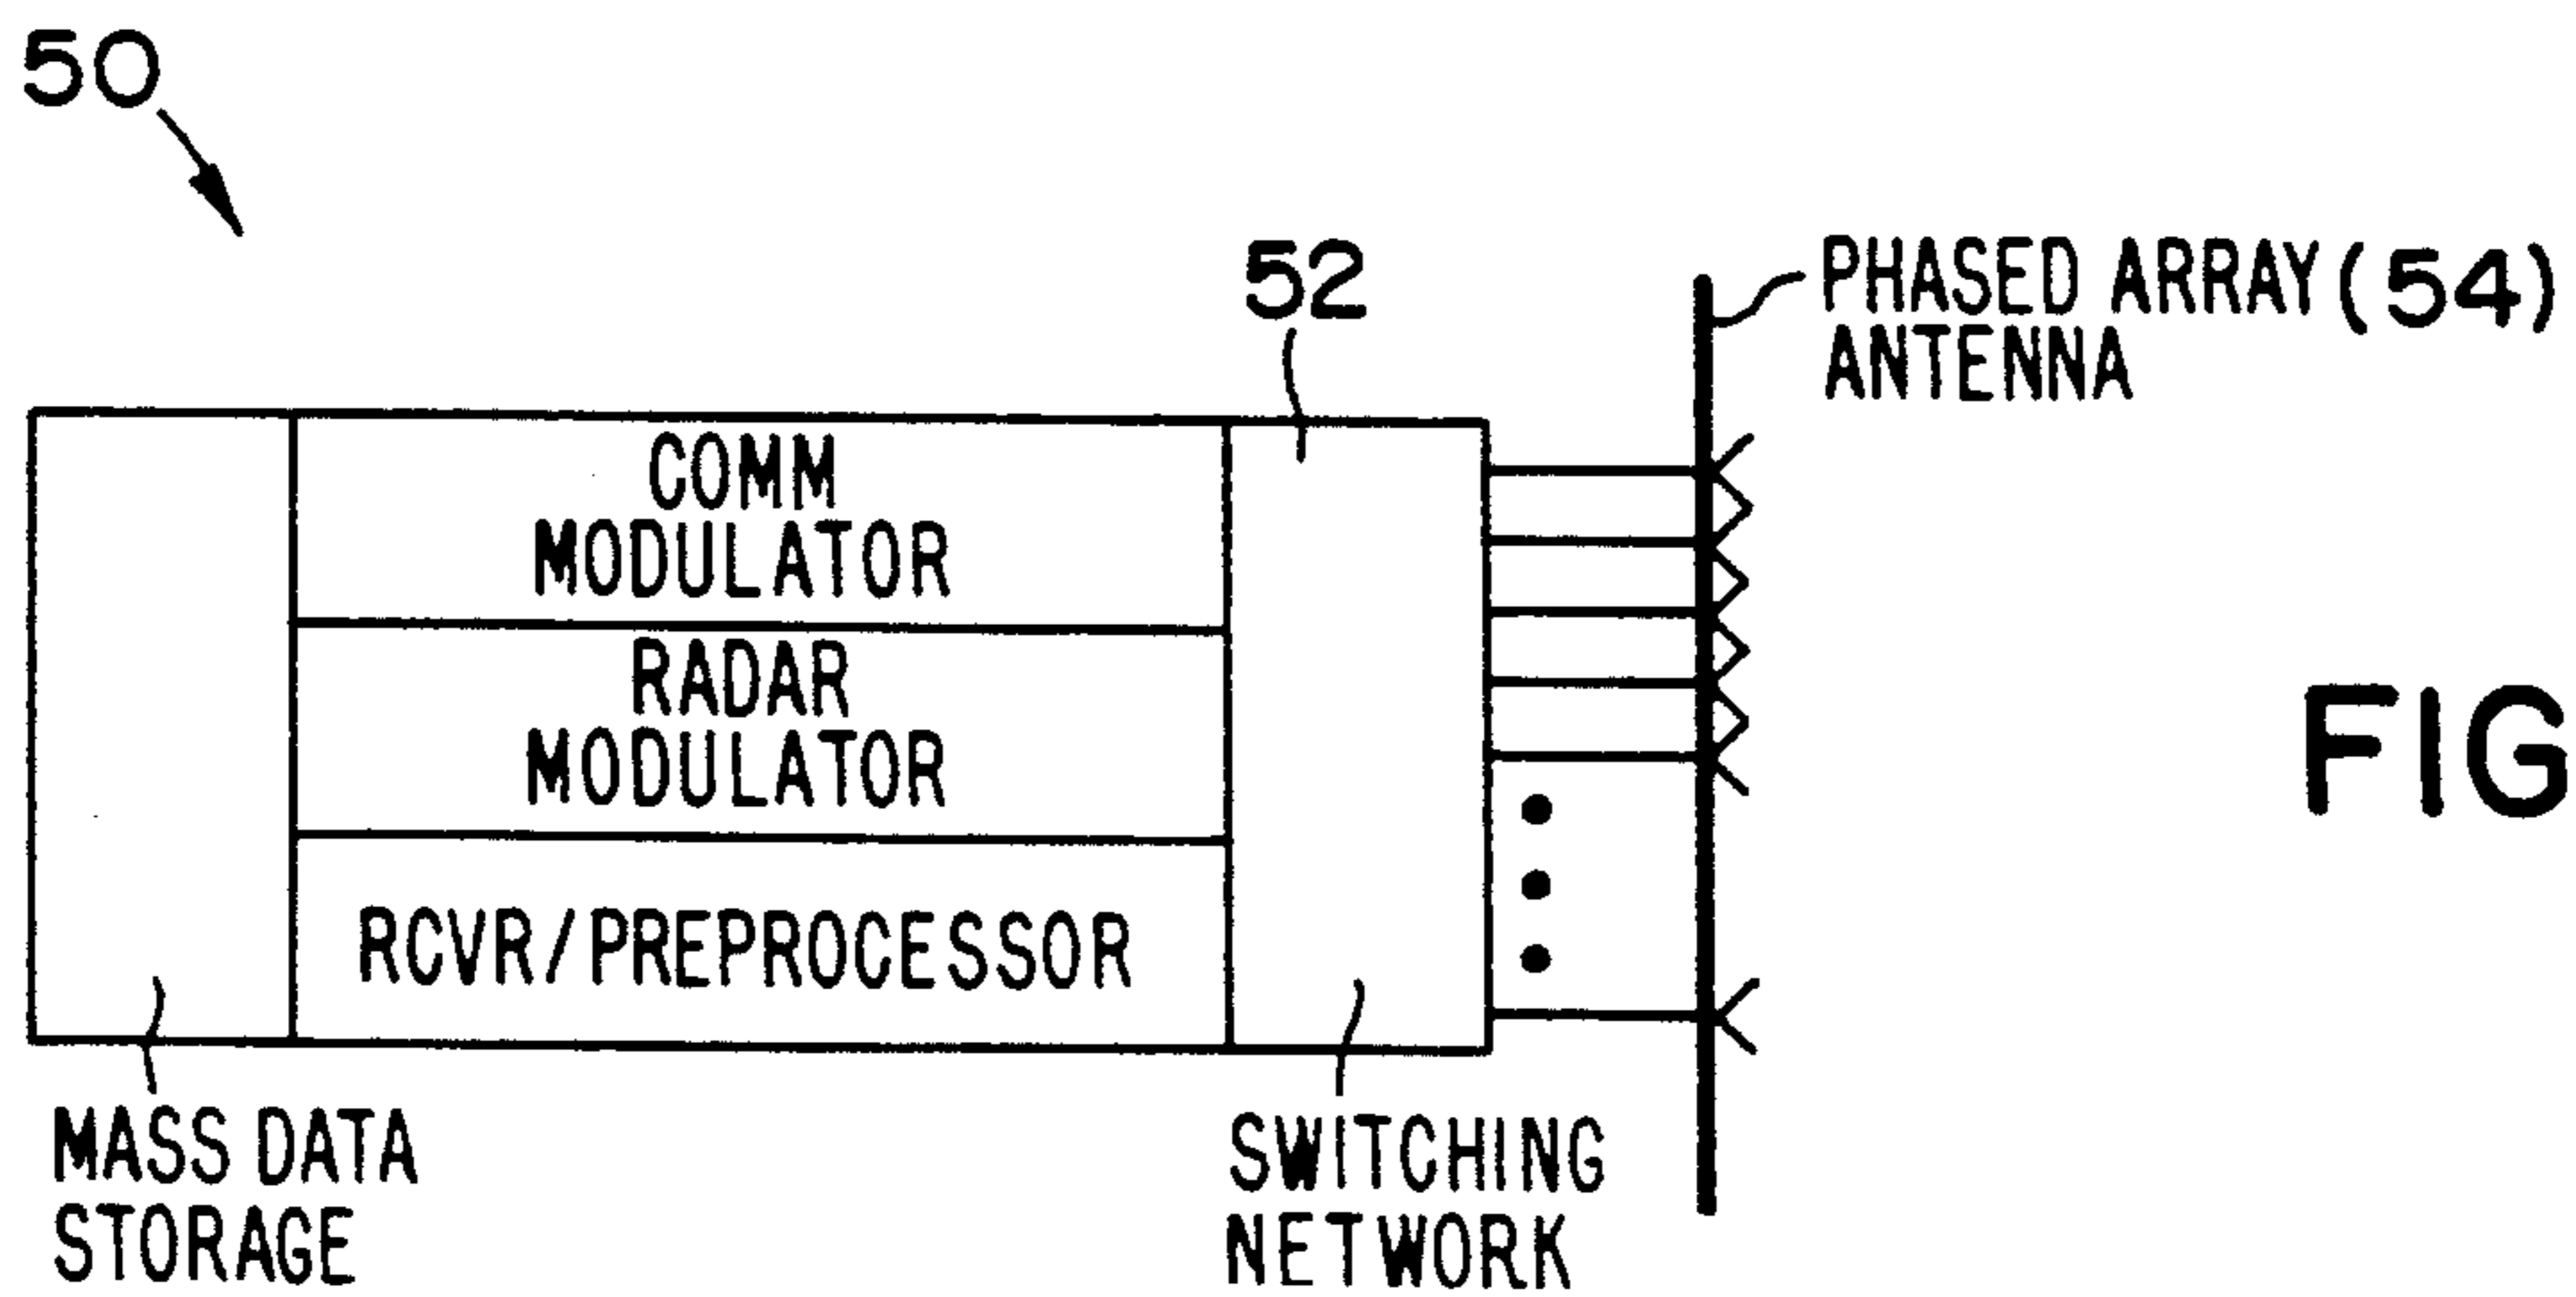 50
52
PHASED ARRAY (54)
ANTENNA
COMM
MODULATOR
RADAR
MODULATOR
RCVR/PREPROCESSOR
FIG
MASS DATA
STORAGE
SWITCHING
NETWORK